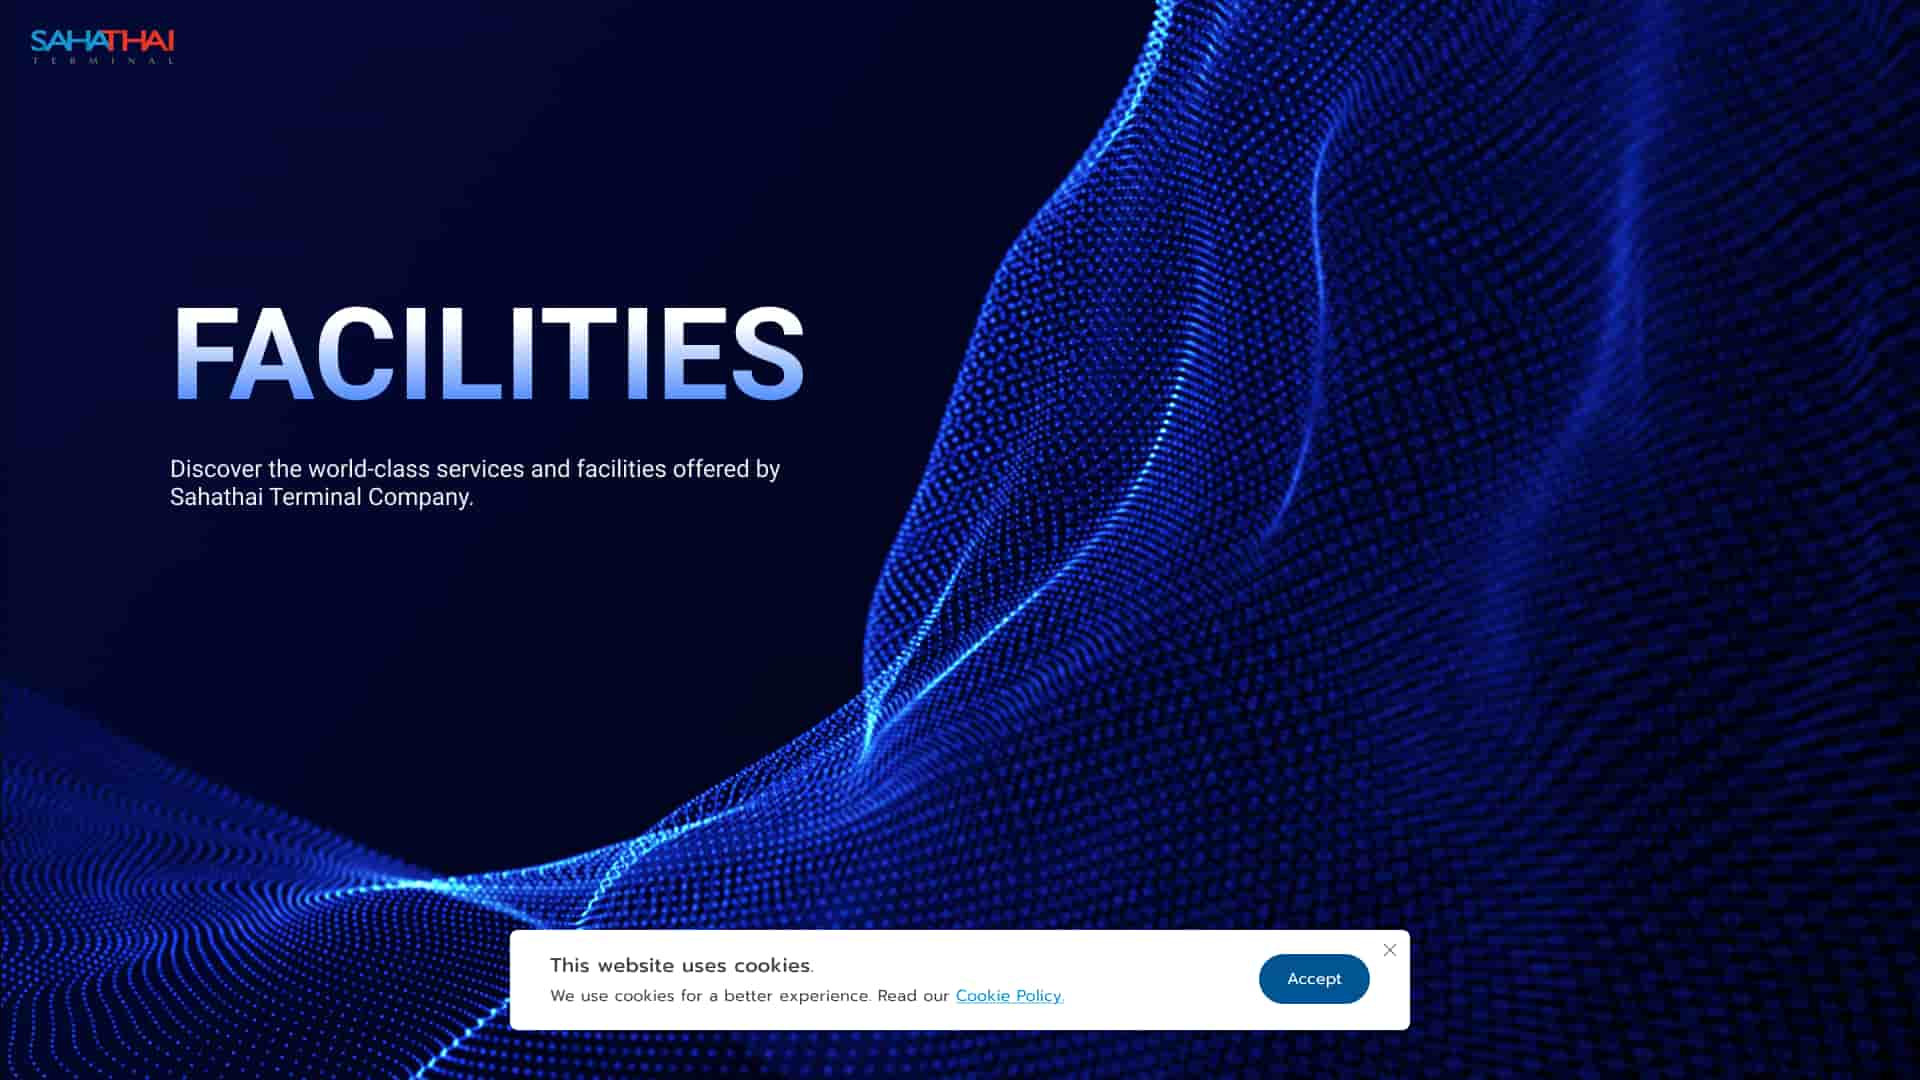 SAHATHAI
TERMINAL
FACILITIES
Discover the world-class services and facilities offered by
Sahathai Terminal Company.
This website uses cookies.
We use cookies for a better experience. Read our Cookie Policy.
Accept